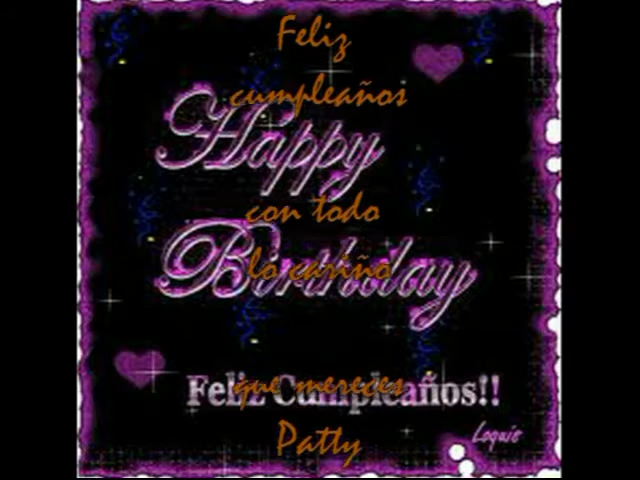 Feliz
cumpleaños
Happy
con todo
Birthday
lo cariño
que mereces
Feliz Cumpleaños!!
Patty
Loquis